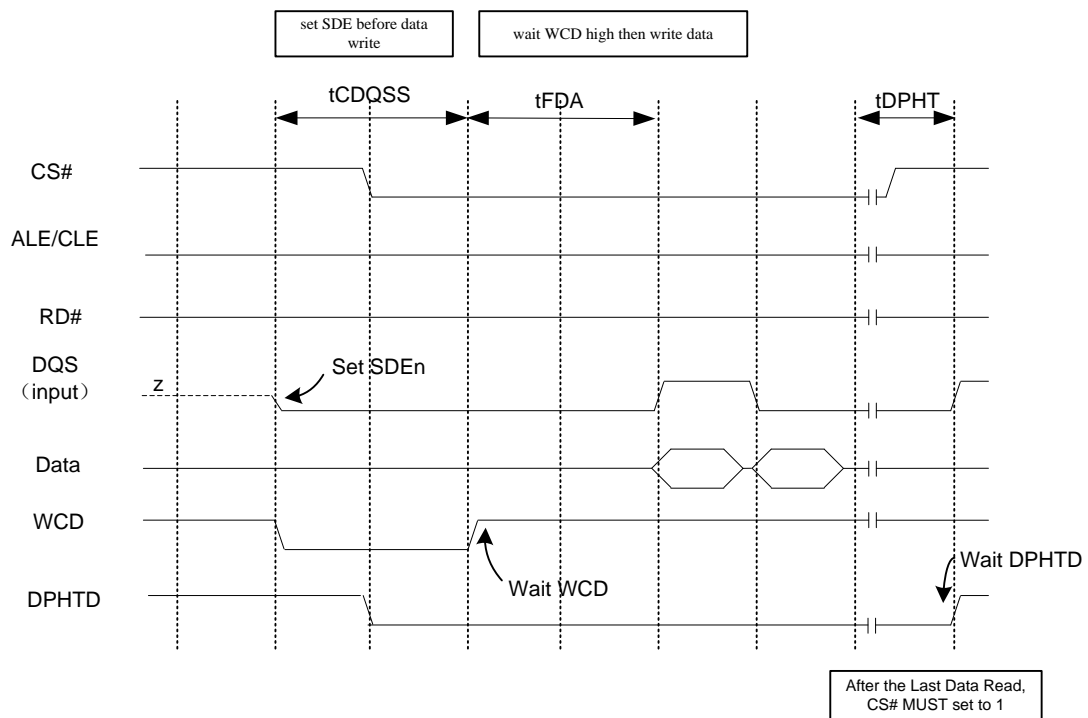 set SDE before data
write
wait WCD high then write data
tCDQSS
tFDA
tDPHT
CS#
ALE/CLE
RD#
DQS
（input）
z
Set SDEn
Data
WCD
Wait WCD
Wait DPHTD
DPHTD
After the Last Data Read,
CS# MUST set to 1